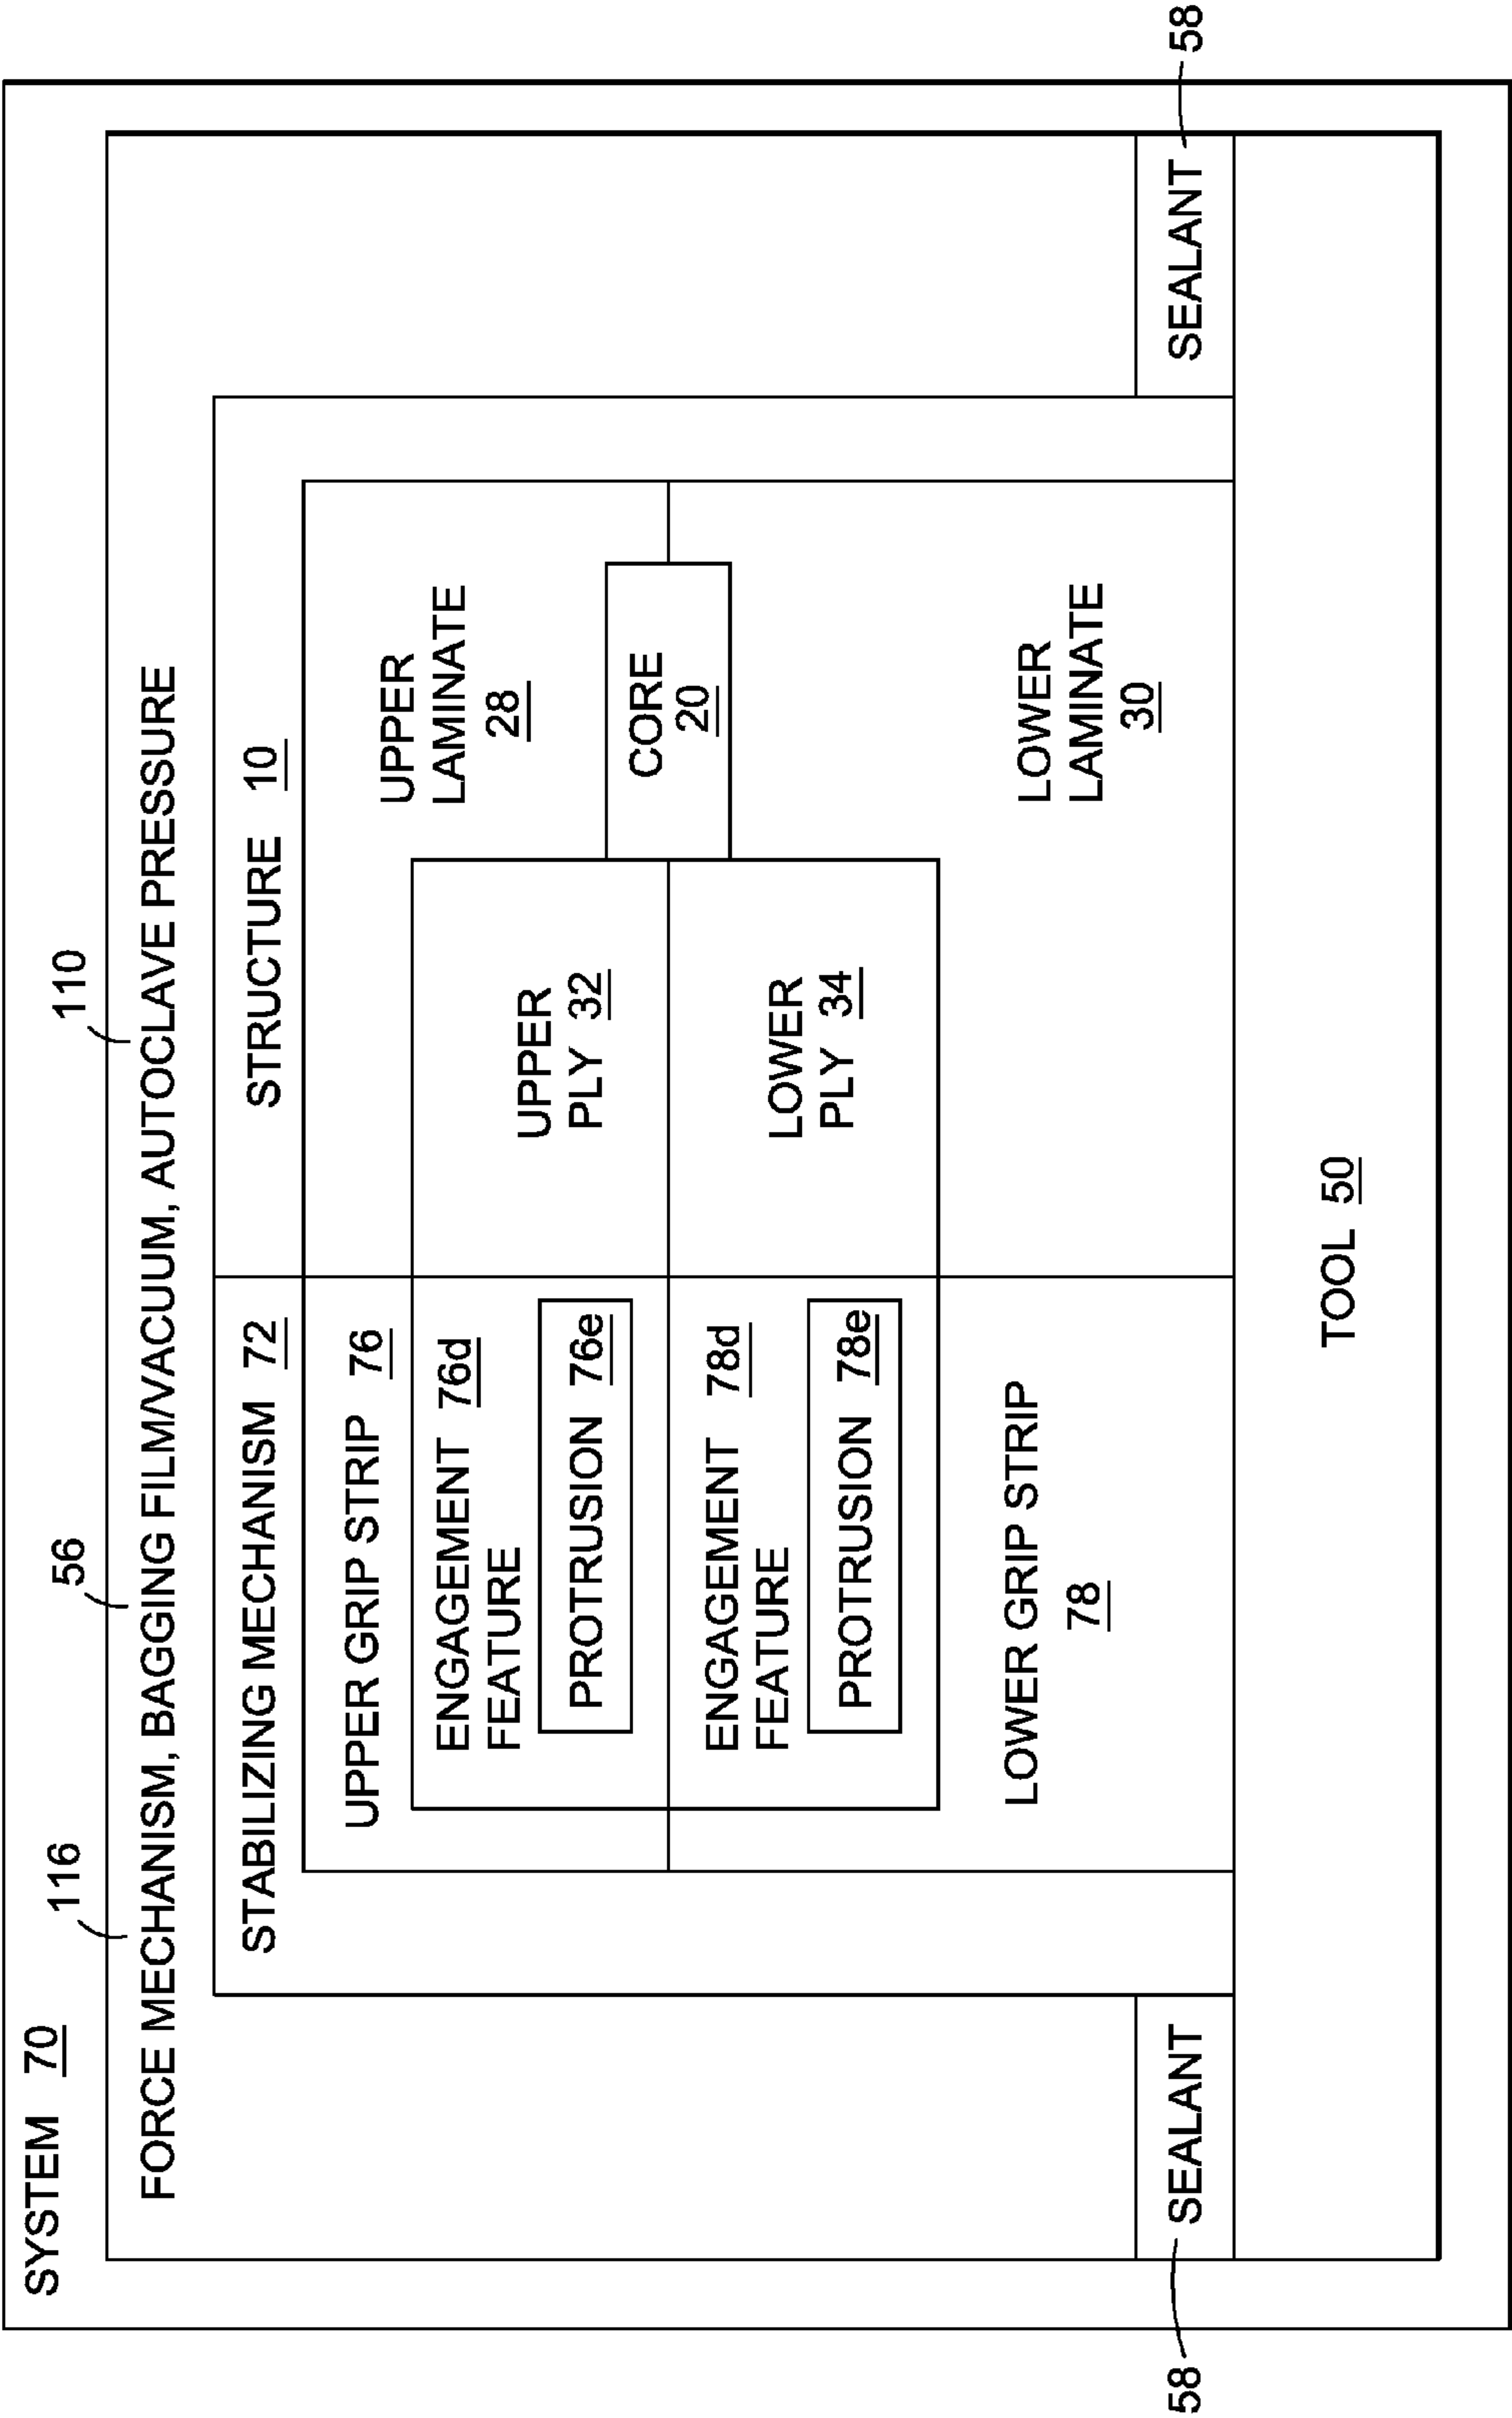 SYSTEM 70
116
56
110
FORCE MECHANISM, BAGGING FILM/VACUUM, AUTOCLAVE PRESSURE
STABILIZING MECHANISM 72
STRUCTURE 10
UPPER GRIP STRIP 76
ENGAGEMENT 76d
FEATURE
PROTRUSION 76e
ENGAGEMENT 78d
FEATURE
PROTRUSION 78e
LOWER GRIP STRIP
78
UPPER
PLY 32
LOWER
PLY 34
UPPER
LAMINATE
28
CORE
20
LOWER
LAMINATE
30
58
SEALANT
SEALANT
58
TOOL 50